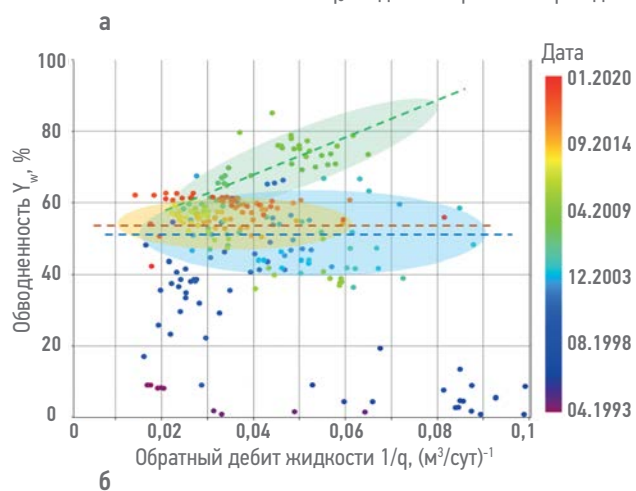 а
Дата
100
80
60
40
20
0
Обводненность Yw, %
01.2020
09.2014
04.2009
12.2003
08.1998
04.1993
0 0,02 0,04 0,06 0,08 0,1
Обратный дебит жидкости 1/q, (м³/сут)⁻¹
б